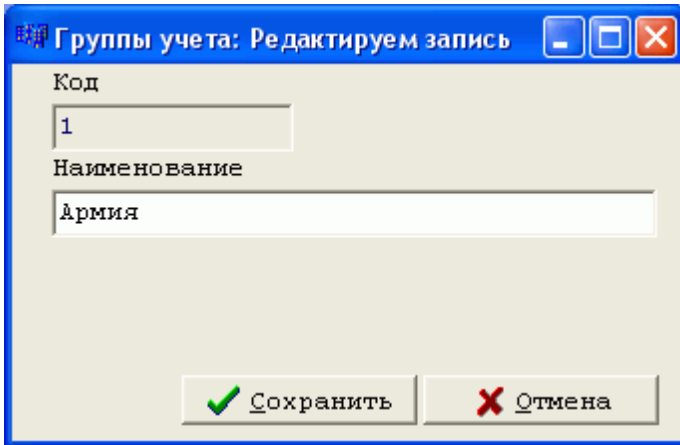 Группы учета: Редактируем запись
Код
1
Наименование
Армия
Сохранить Отмена